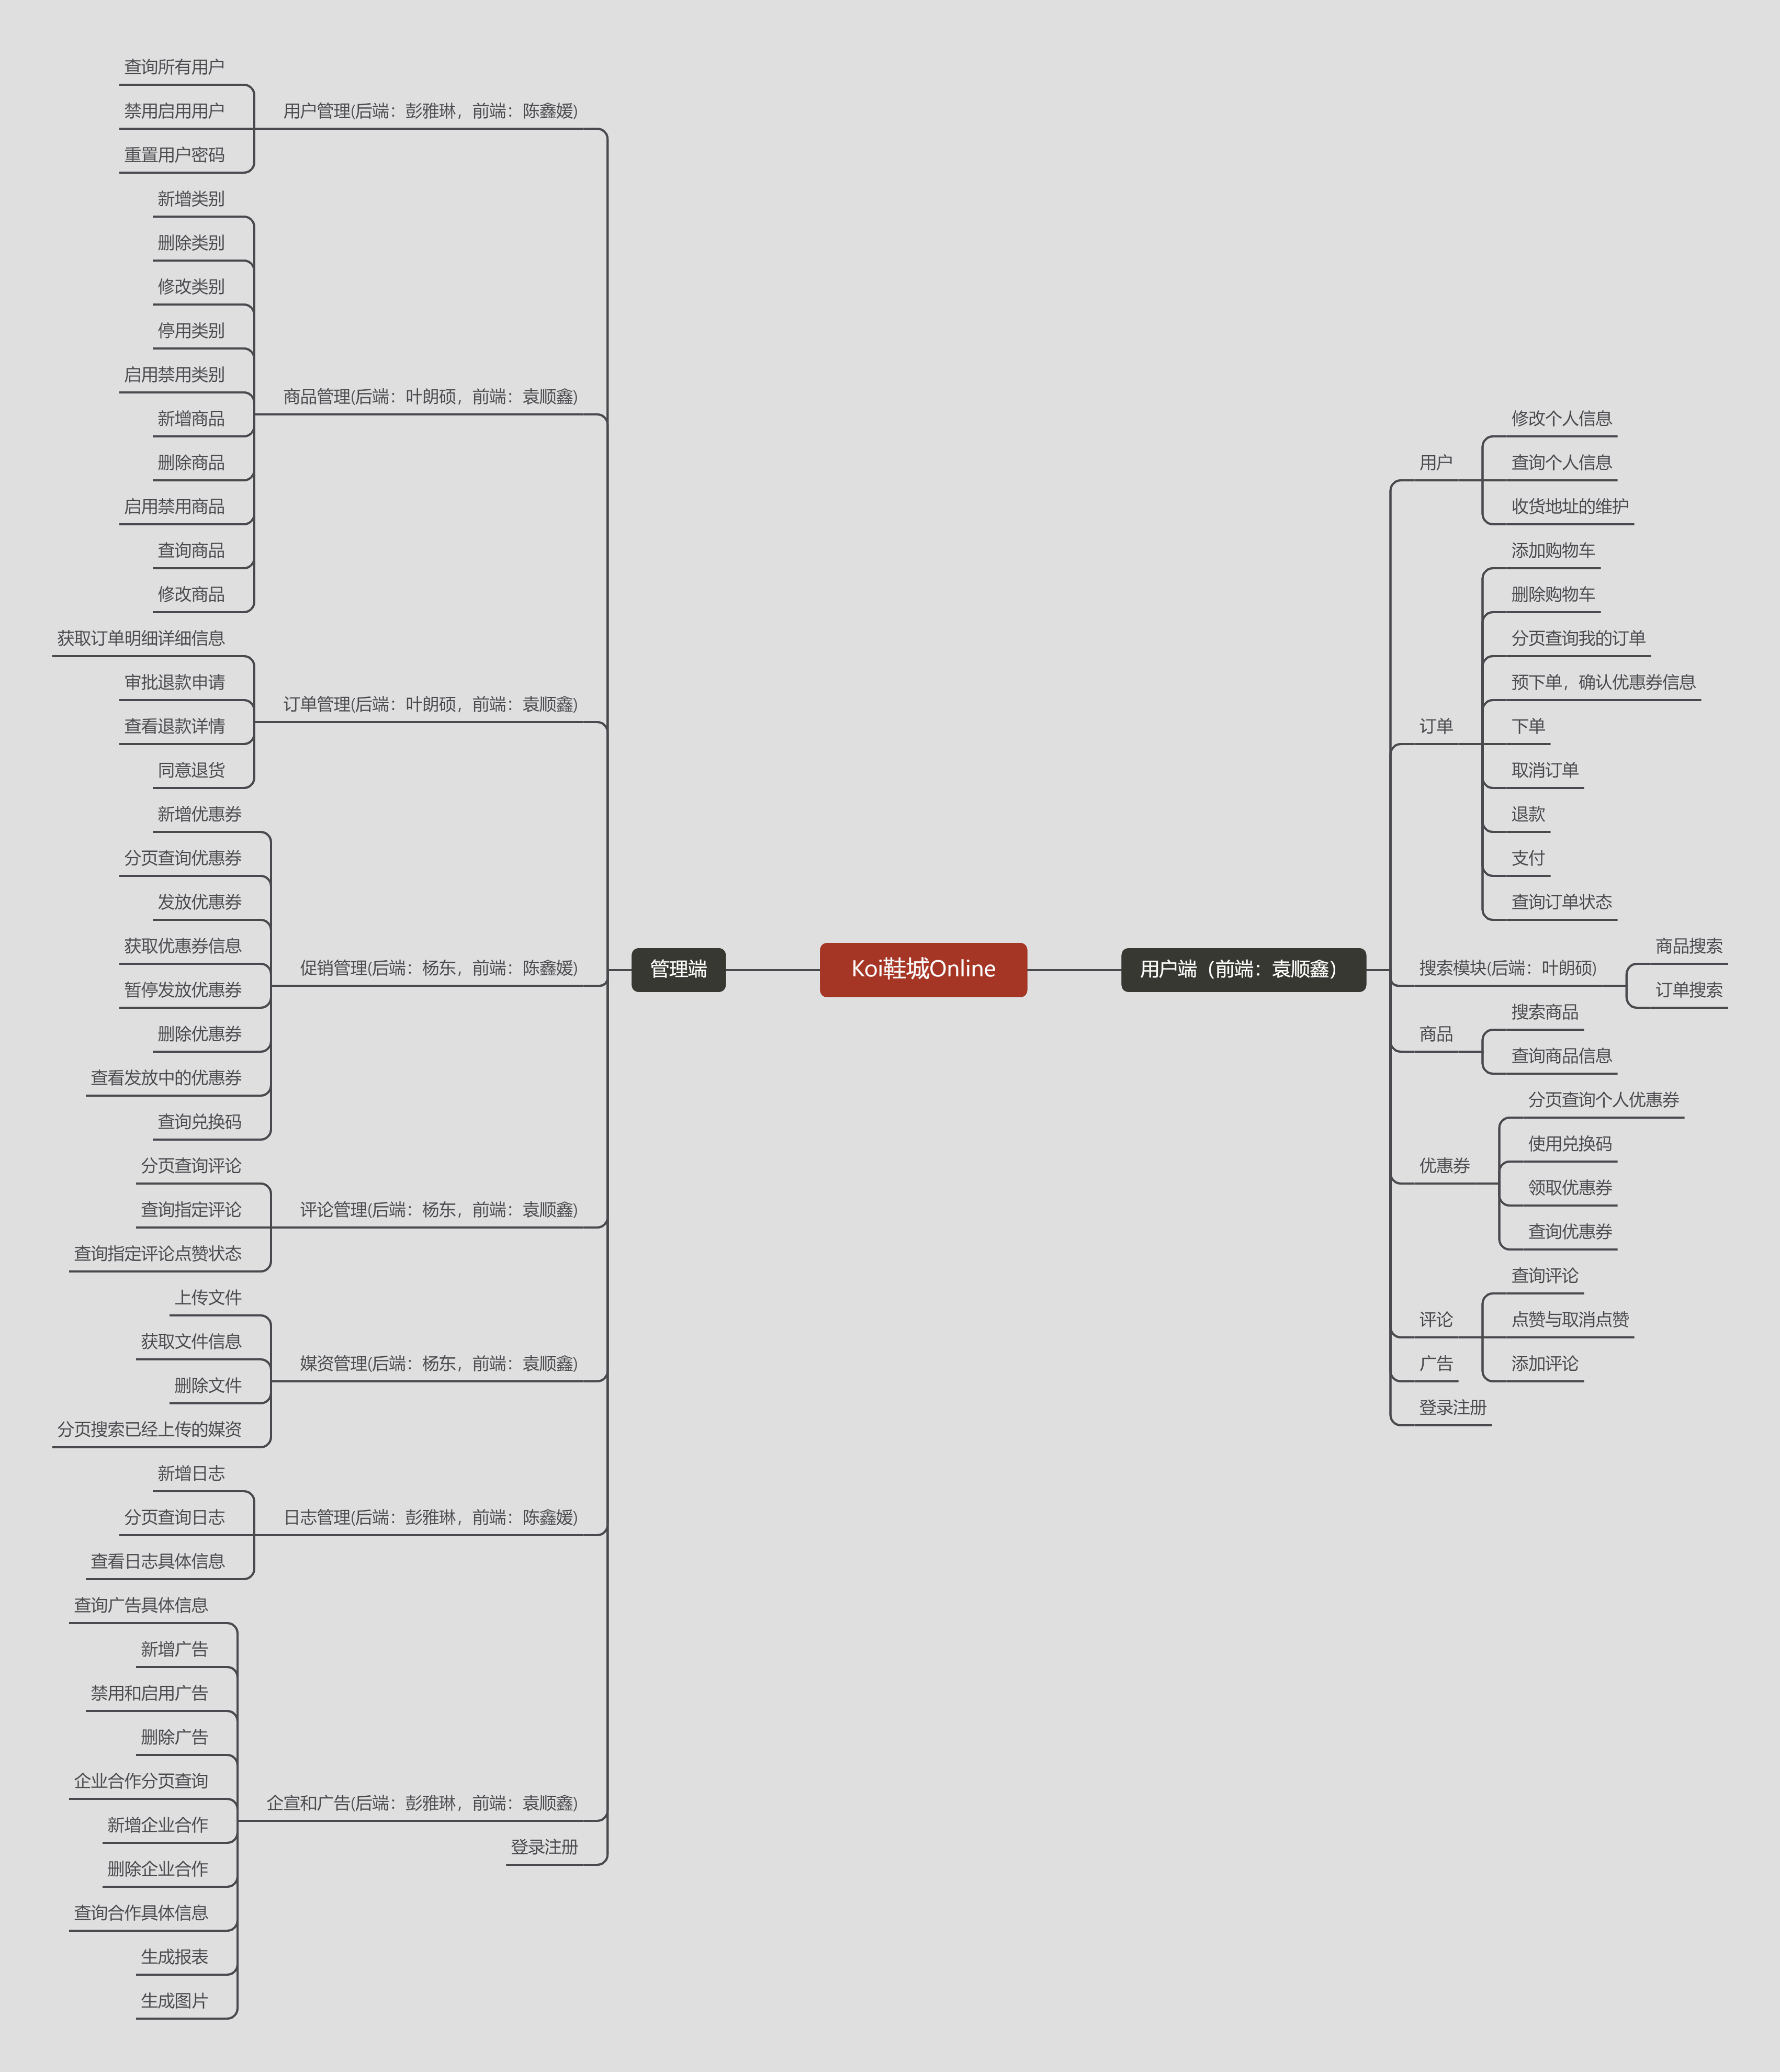 Koi鞋城Online
管理端
用户管理(后端：彭雅琳，前端：陈鑫媛)
查询所有用户
禁用启用用户
重置用户密码
商品管理(后端：叶朗硕，前端：袁顺鑫)
新增类别
删除类别
修改类别
停用类别
启用禁用类别
新增商品
删除商品
启用禁用商品
查询商品
修改商品
订单管理(后端：叶朗硕，前端：袁顺鑫)
获取订单明细详细信息
审批退款申请
查看退款详情
同意退货
促销管理(后端：杨东，前端：陈鑫媛)
新增优惠券
分页查询优惠券
发放优惠券
获取优惠券信息
暂停发放优惠券
删除优惠券
查看发放中的优惠券
查询兑换码
评论管理(后端：杨东，前端：袁顺鑫)
分页查询评论
查询指定评论
查询指定评论点赞状态
媒资管理(后端：杨东，前端：袁顺鑫)
上传文件
获取文件信息
删除文件
分页搜索已经上传的媒资
日志管理(后端：彭雅琳，前端：陈鑫媛)
新增日志
分页查询日志
查看日志具体信息
企宣和广告(后端：彭雅琳，前端：袁顺鑫)
查询广告具体信息
新增广告
禁用和启用广告
删除广告
企业合作分页查询
新增企业合作
删除企业合作
查询合作具体信息
生成报表
生成图片
登录注册
用户端（前端：袁顺鑫）
用户
修改个人信息
查询个人信息
收货地址的维护
订单
添加购物车
删除购物车
分页查询我的订单
预下单，确认优惠券信息
下单
取消订单
退款
支付
查询订单状态
搜索模块(后端：叶朗硕)
商品搜索
订单搜索
商品
搜索商品
查询商品信息
优惠券
分页查询个人优惠券
使用兑换码
领取优惠券
查询优惠券
评论
查询评论
点赞与取消点赞
添加评论
广告
登录注册